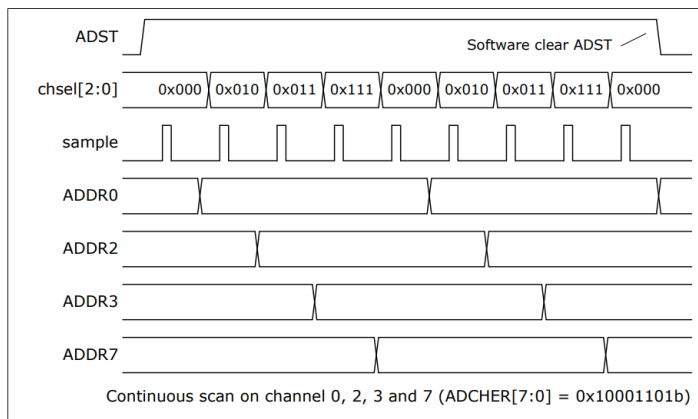 ADST
Software clear ADST
chsel[2:0] 0x000 0x010 0x011 0x111 0x000 0x010 0x011 0x111 0x000
sample
ADDR0
ADDR2
ADDR3
ADDR7
Continuous scan on channel 0, 2, 3 and 7 (ADCHER[7:0] = 0x10001101b)